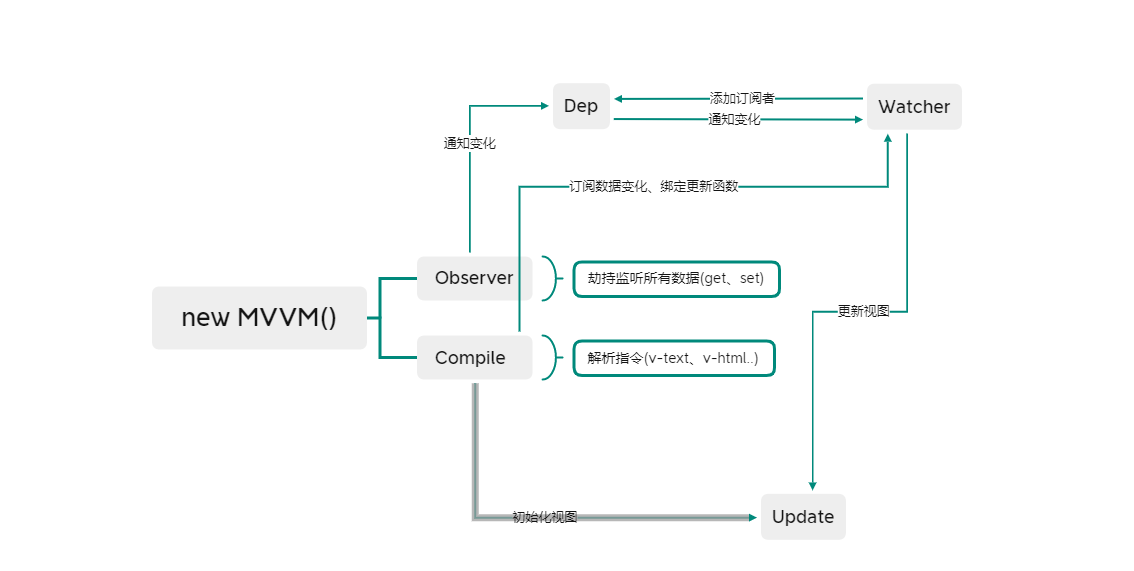 Dep
添加订阅者
Watcher
通知变化
通知变化
订阅数据变化、绑定更新函数
Observer
劫持监听所有数据(get、set)
new MVVM()
更新视图
Compile
解析指令(v-text、v-html..)
初始化视图
Update